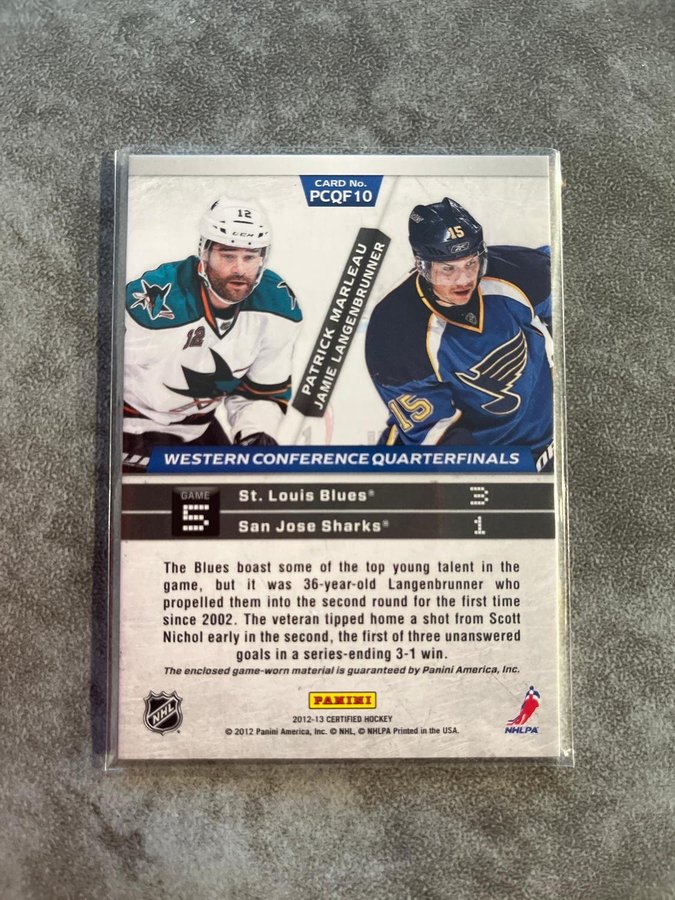 CARD No.
PCQF10
12
CCM
15
PATRICK MARLEAU
JAMIE LANGENBRUNNER
12
15
WESTERN CONFERENCE QUARTERFINALS
GAME
5
St. Louis Blues® 3
San Jose Sharks® 1
The Blues boast some of the top young talent in the
game, but it was 36-year-old Langenbrunner who
propelled them into the second round for the first time
since 2002. The veteran tipped home a shot from Scott
Nichol early in the second, the first of three unanswered
goals in a series-ending 3-1 win.
The enclosed game-worn material is guaranteed by Panini America, Inc.
NHL
PANINI
2012-13 CERTIFIED HOCKEY
© 2012 Panini America, Inc. © NHL, © NHLPA Printed in the USA.
NHLPA